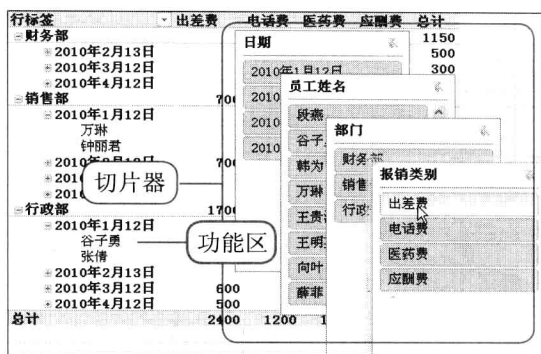 行标签 出差费 电话费 医药费 应酬费 总计
财务部 1150
2010年2月13日 500
2010年3月12日 300
2010年4月12日
销售部 700
2010年1月12日
万琳
钟丽君
700
行政部 1700
2010年1月12日
谷子勇
张倩
2010年2月13日
2010年3月12日 600
2010年4月12日 500
总计 2400 1200 1
日期
2010年1月12日
2010
2010
2010
员工姓名
段燕
谷子
韩为
万琳
王贵
王明
向叶
薛菲
部门
财务部
销售
行政
报销类别
出差费
电话费
医药费
应酬费
切片器
功能区